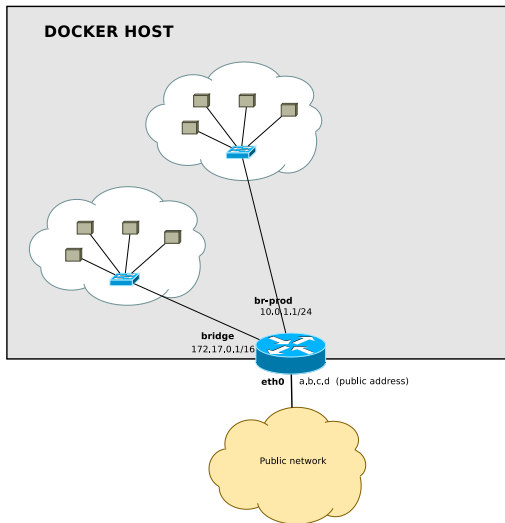 DOCKER HOST
br-prod
10.0.1.1/24
bridge
172.17.0.1/16
eth0 a,b,c,d (public address)
Public network